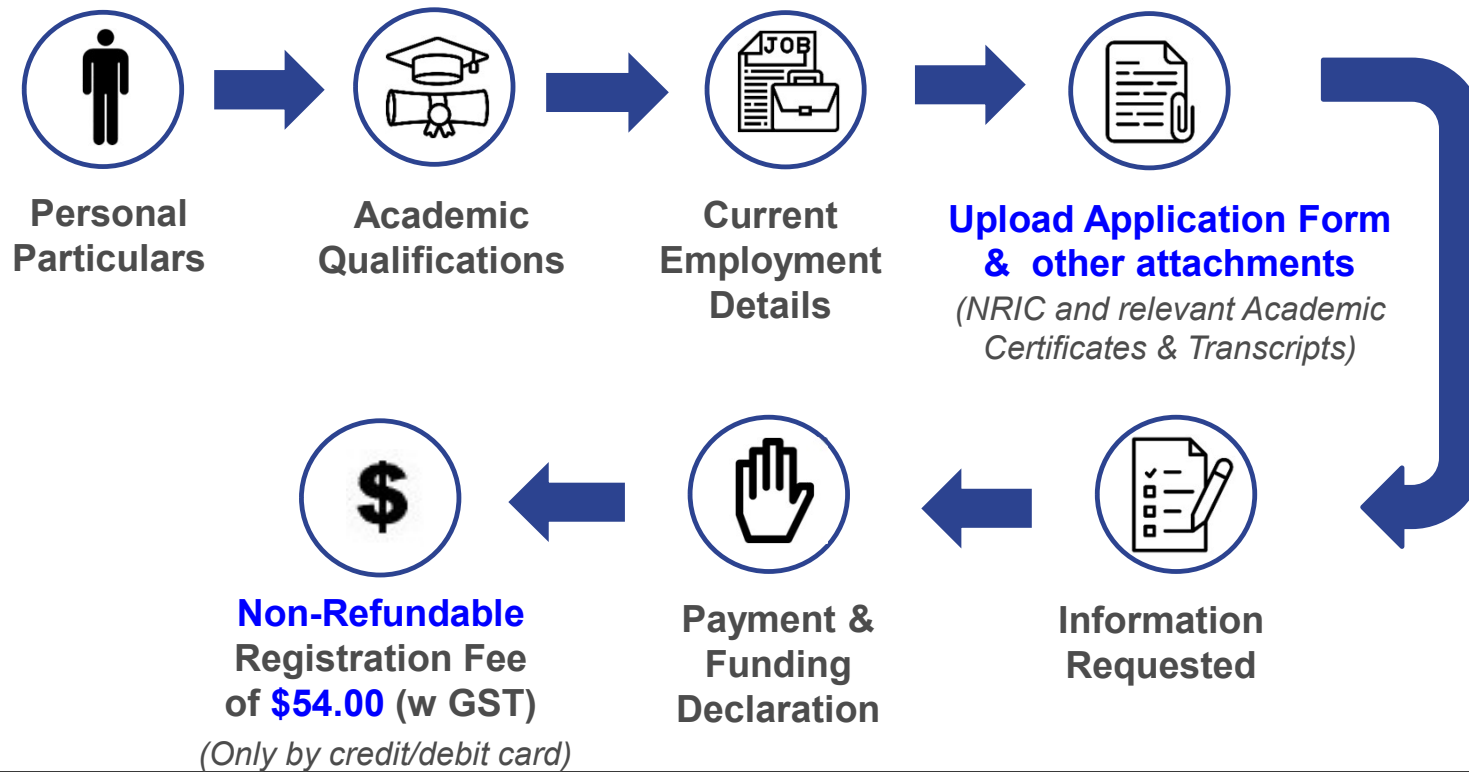 Personal
Particulars
Academic
Qualifications
JOB
Current
Employment
Details
Upload Application Form
& other attachments
(NRIC and relevant Academic
Certificates & Transcripts)
Information
Requested
Payment &
Funding
Declaration
$
Non-Refundable
Registration Fee
of $54.00 (w GST)
(Only by credit/debit card)